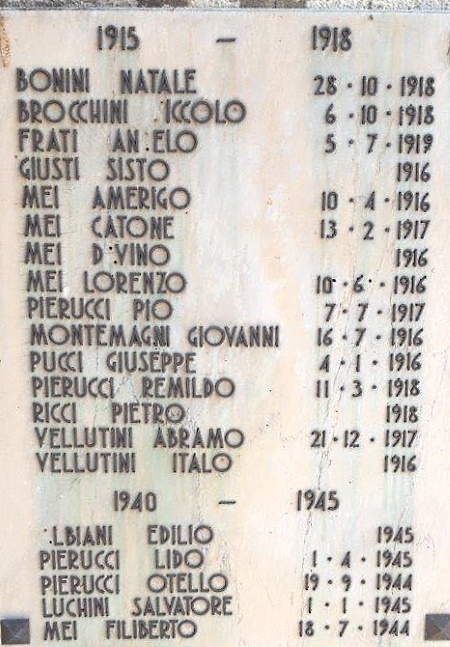 1915 – 1918
BONINI NATALE 28·10·1918
BROCCHINI ICCOLO 6·10·1918
FRATI AN ELO 5·7·1919
GIUSTI SISTO 1916
MEI AMERIGO 10·4·1916
MEI CATONE 13·2·1917
MEI D VINO 1916
MEI LORENZO 10·6·1916
PIERUCCI PIO 7·7·1917
MONTEMAGNI GIOVANNI 16·7·1916
PUCCI GIUSEPPE 4·1·1916
PIERUCCI REMILDO 11·3·1918
RICCI PIETRO 1918
VELLUTINI ABRAMO 21·12·1917
VELLUTINI ITALO 1916
1940 – 1945
LBIANI EDILIO 1945
PIERUCCI LIDO 1·4·1945
PIERUCCI OTELLO 19·9·1944
LUCHINI SALVATORE 1·1·1945
MEI FILIBERTO 18·7·1944